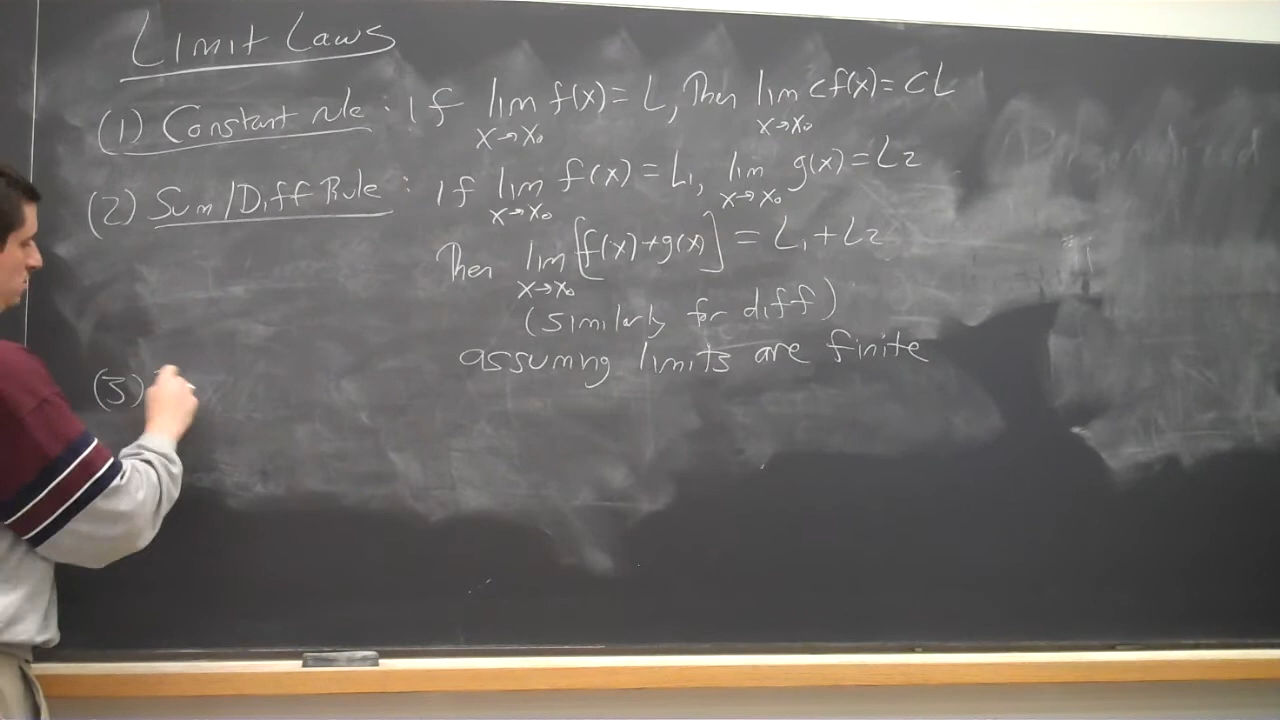 Limit Laws
(1) Constant rule: If lim x→x₀ f(x) = L, Then lim x→x₀ cf(x) = cL
(2) Sum/Diff Rule: If lim x→x₀ f(x) = L₁, lim x→x₀ g(x) = L₂
Then lim x→x₀ [f(x)+g(x)] = L₁+L₂
(similarly for diff)
assuming limits are finite
(3)